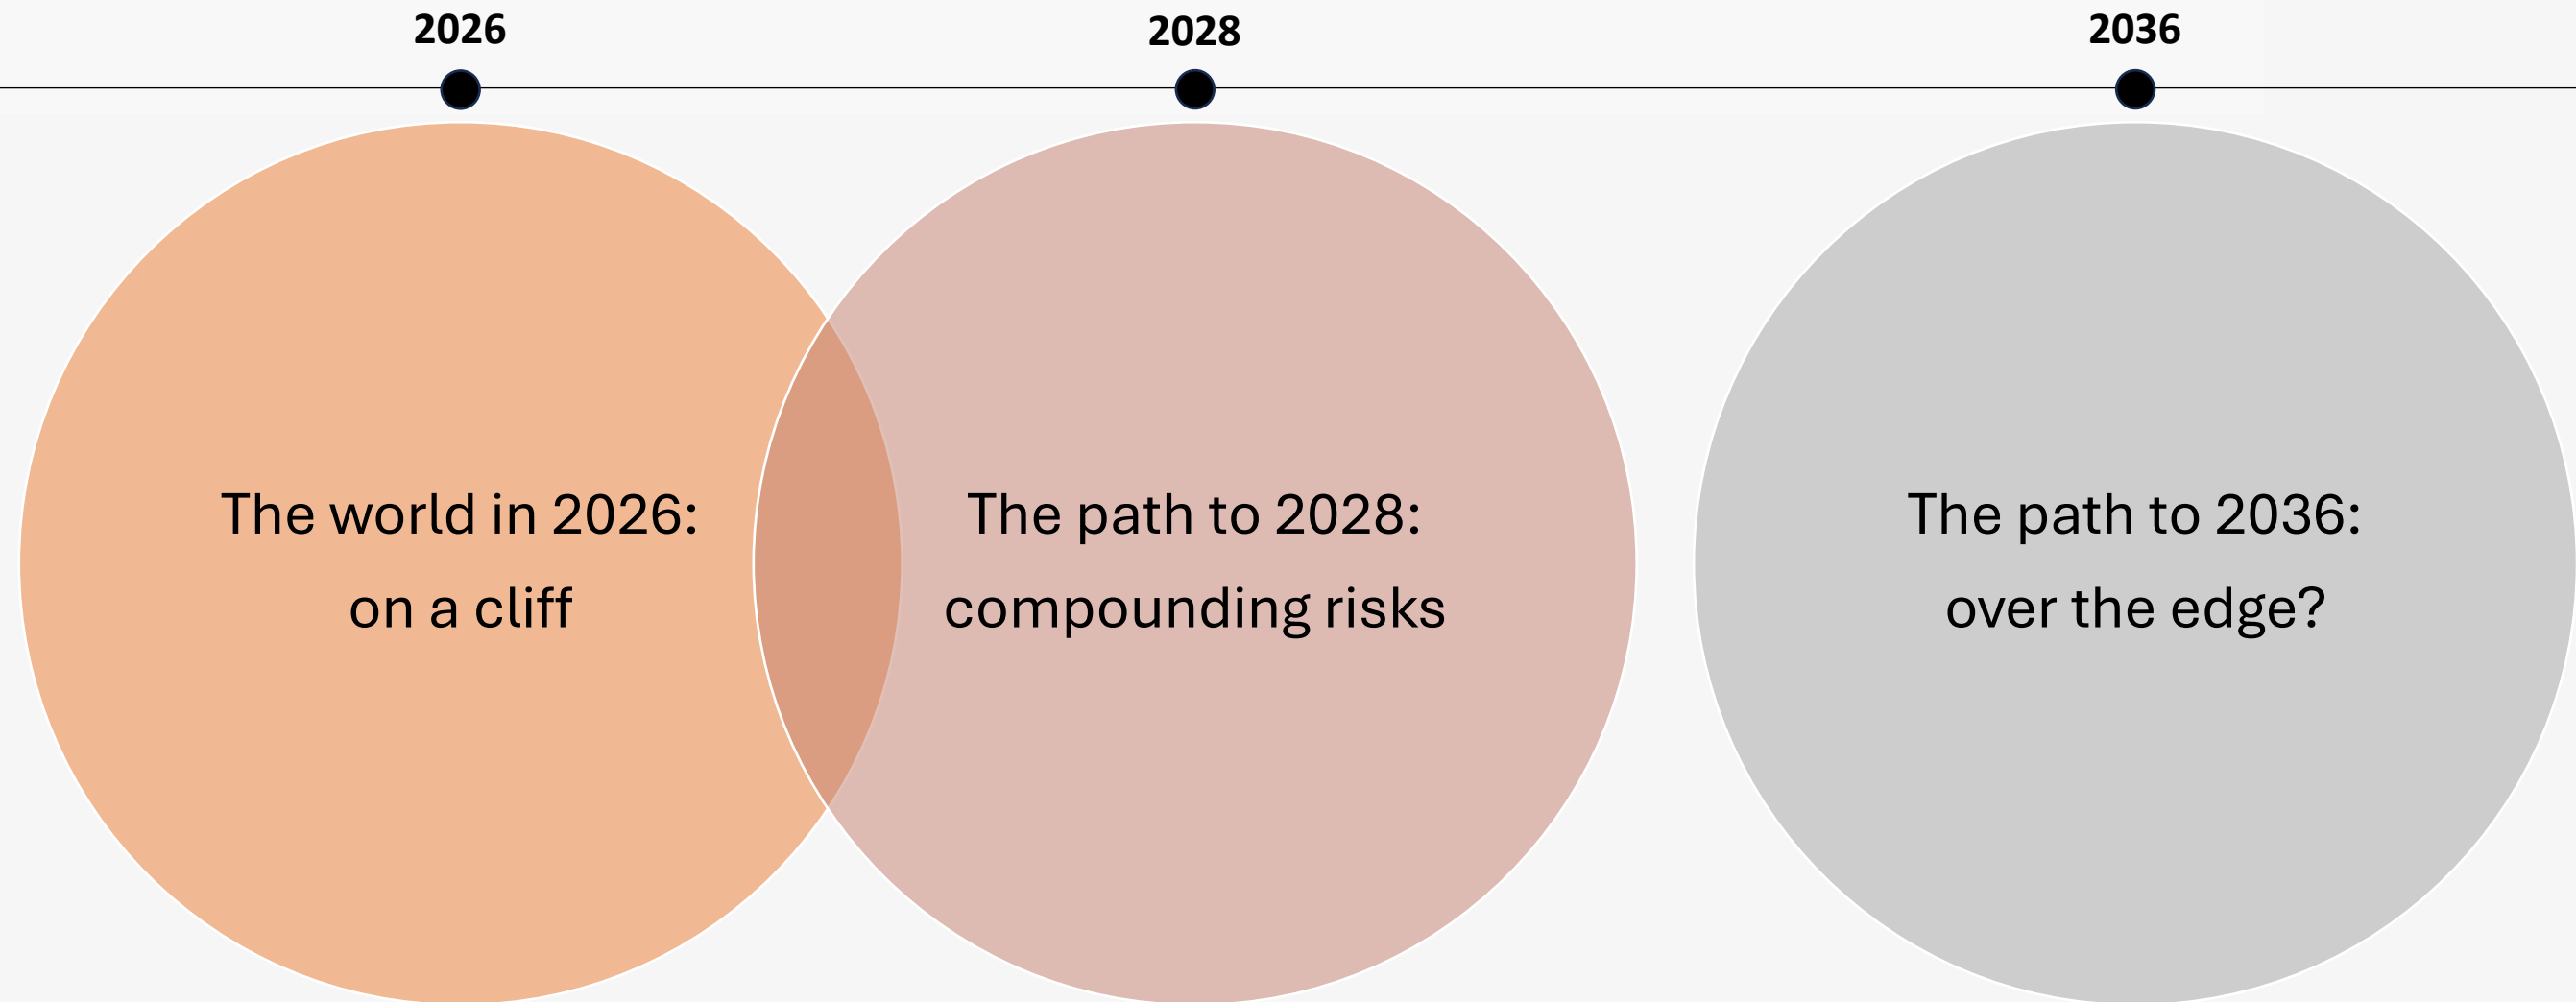 2026
2028
2036
The world in 2026:
on a cliff
The path to 2028:
compounding risks
The path to 2036:
over the edge?